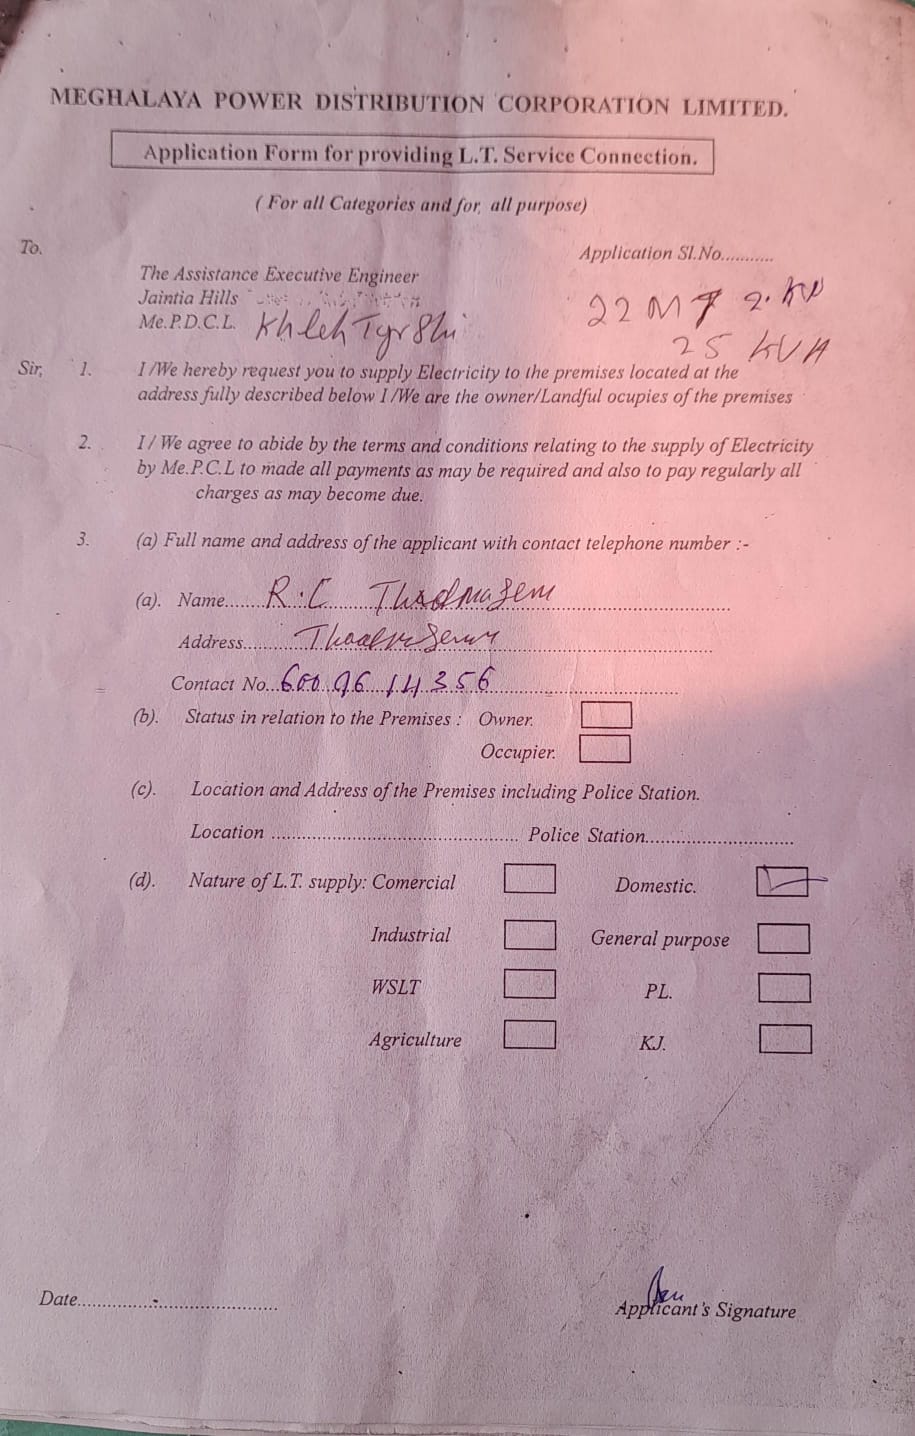 MEGHALAYA POWER DISTRIBUTION CORPORATION LIMITED.
Application Form for providing L.T. Service Connection.
( For all Categories and for, all purpose)
To,
Application Sl.No...........
The Assistance Executive Engineer
Jaintia Hills
Me.P.D.C.L. Khleh Tyrshi
22 M 2. KW
25 KVA
Sir, 1. I /We hereby request you to supply Electricity to the premises located at the
address fully described below I /We are the owner/Landful ocupies of the premises
2. I / We agree to abide by the terms and conditions relating to the supply of Electricity
by Me.P.C.L to made all payments as may be required and also to pay regularly all
charges as may become due.
3. (a) Full name and address of the applicant with contact telephone number :-
(a). Name....... R.C
Address...........
Contact No... 6009614356
(b). Status in relation to the Premises : Owner.
Occupier.
(c). Location and Address of the Premises including Police Station.
Location .................................................. Police Station..............................
(d). Nature of L.T. supply: Comercial Domestic.
Industrial General purpose
WSLT PL.
Agriculture KJ.
Date........................................
Applicant's Signature